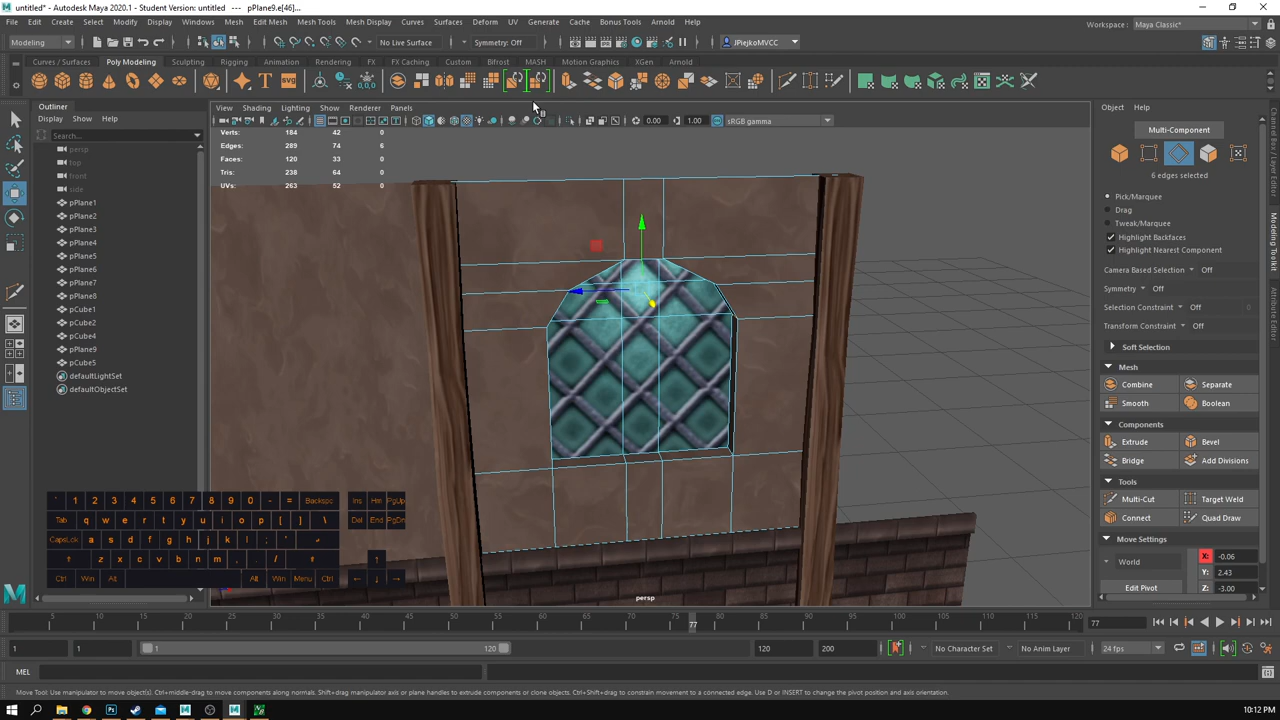 untitled* - Autodesk Maya 2020.1 - Student Version: untitled --- pPlane9.e[46]...
File Edit Create Select Modify Display Windows Mesh Edit Mesh Mesh Tools Mesh Display Curves Surfaces Deform UV Generate Cache Bonus Tools Arnold Help
Workspace : Maya Classic*
Modeling No Live Surface Symmetry: Off JPiejkoMVCC
Curves / Surfaces Poly Modeling Sculpting Rigging Animation Rendering FX FX Caching Custom Bifrost MASH Motion Graphics XGen Arnold
Outliner
Display Show Help
Search...
persp
top
front
side
pPlane1
pPlane2
pPlane3
pPlane4
pPlane5
pPlane6
pPlane7
pPlane8
pCube1
pCube2
pCube4
pPlane9
pCube5
defaultLightSet
defaultObjectSet
View Shading Lighting Show Renderer Panels
0.00 1.00 sRGB gamma
Verts: 184 42 0
Edges: 289 74 6
Faces: 120 33 0
Tris: 238 64 0
UVs: 263 52 0
persp
` 1 2 3 4 5 6 7 8 9 0 - = Backspc Ins Hm PgUp
Tab q w e r t y u i o p [ ] \ Del End PgDn
CapsLck a s d f g h j k l ; '
z x c v b n m , . /
Ctrl Win Alt Alt Win Menu Ctrl
Object Help
Multi-Component
6 edges selected
Pick/Marquee
Drag
Tweak/Marquee
Highlight Backfaces
Highlight Nearest Component
Camera Based Selection Off
Symmetry Off
Selection Constraint Off
Transform Constraint Off
Soft Selection
Mesh
Combine Separate
Smooth Boolean
Components
Extrude Bevel
Bridge Add Divisions
Tools
Multi-Cut Target Weld
Connect Quad Draw
Move Settings
World
X: -0.06
Y: 2.43
Z: -3.00
Edit Pivot
Channel Box / Layer Editor
Modeling Toolkit
Attribute Editor
5 10 15 20 25 30 35 40 45 50 55 60 65 70 77 80 85 90 95 100 105 110 115 120 77
1 1 1 120 120 200 No Character Set No Anim Layer 24 fps
MEL
Move Tool: Use manipulator to move object(s). Ctrl+middle-drag to move components along normals. Shift+drag manipulator axis or plane handles to extrude components or clone objects. Ctrl+Shift+drag to constrain movement to a connected edge. Use D or INSERT to change the pivot position and axis orientation.
10:12 PM